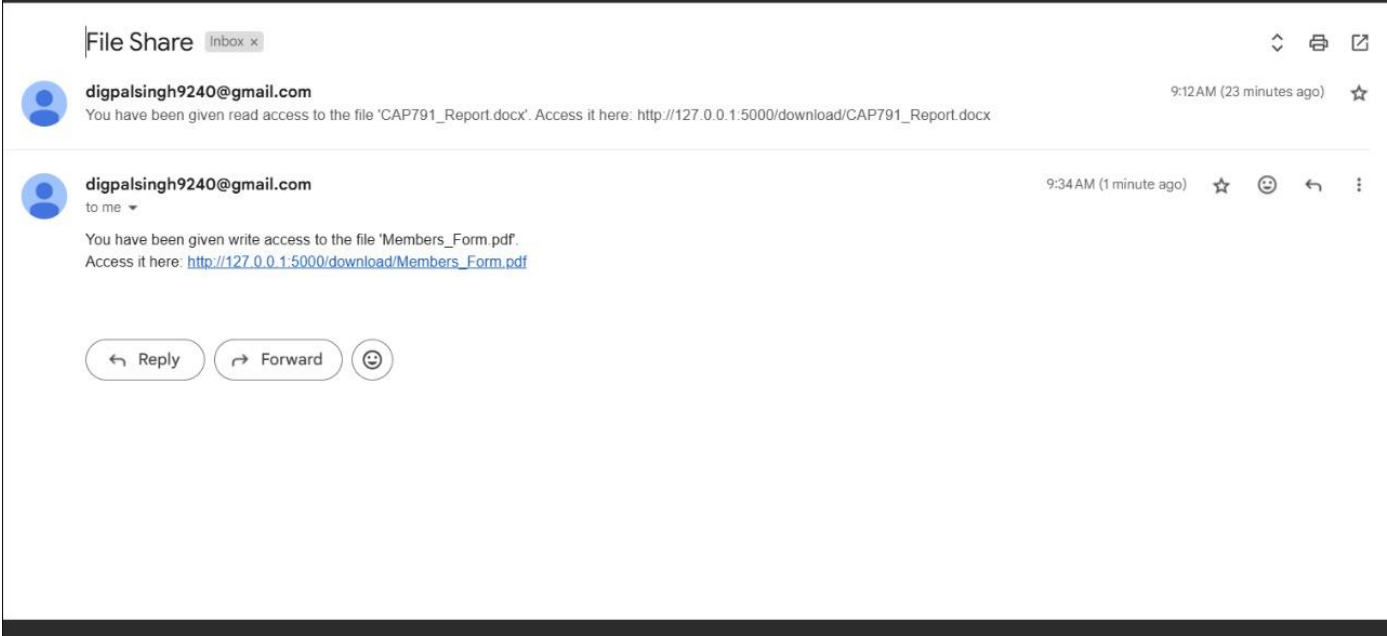 File Share Inbox ×
digpalsingh9240@gmail.com 9:12 AM (23 minutes ago)
You have been given read access to the file 'CAP791_Report.docx'. Access it here: http://127.0.0.1:5000/download/CAP791_Report.docx
digpalsingh9240@gmail.com 9:34 AM (1 minute ago)
to me
You have been given write access to the file 'Members_Form.pdf'.
Access it here: http://127.0.0.1:5000/download/Members_Form.pdf
Reply Forward